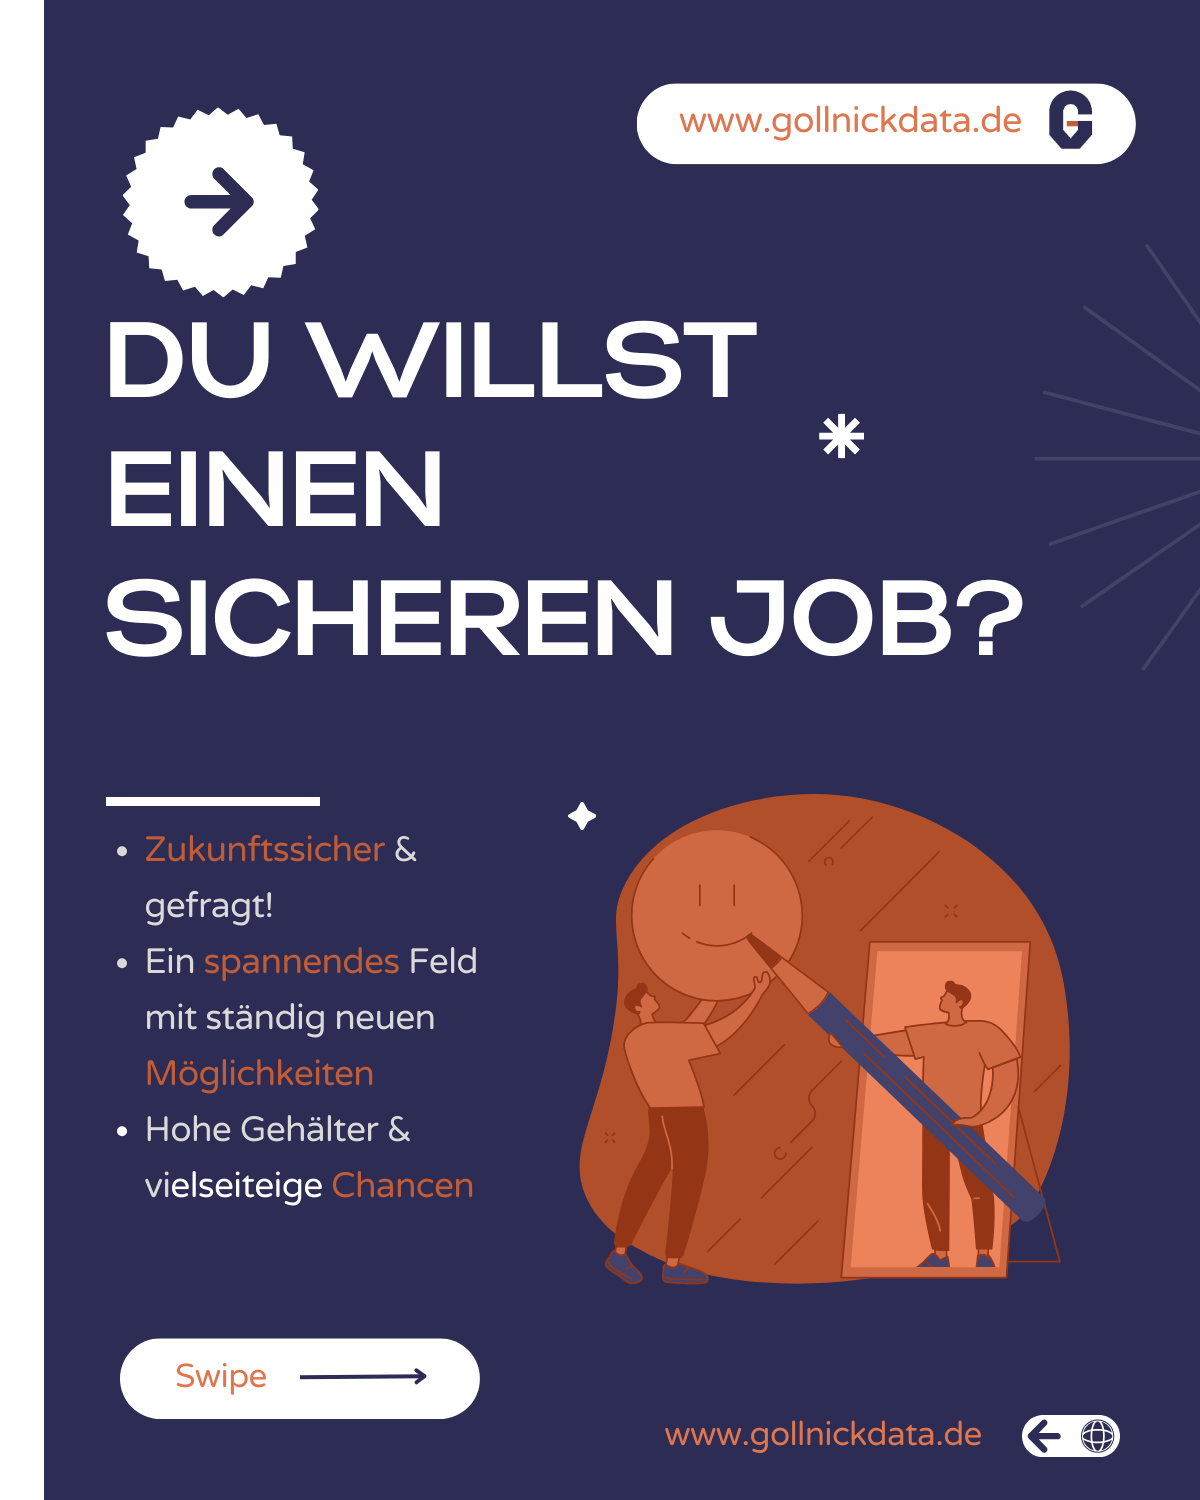 www.gollnickdata.de
DU WILLST
EINEN
SICHEREN JOB?
• Zukunftssicher &
gefragt!
• Ein spannendes Feld
mit ständig neuen
Möglichkeiten
• Hohe Gehälter &
vielseiteige Chancen
Swipe
www.gollnickdata.de